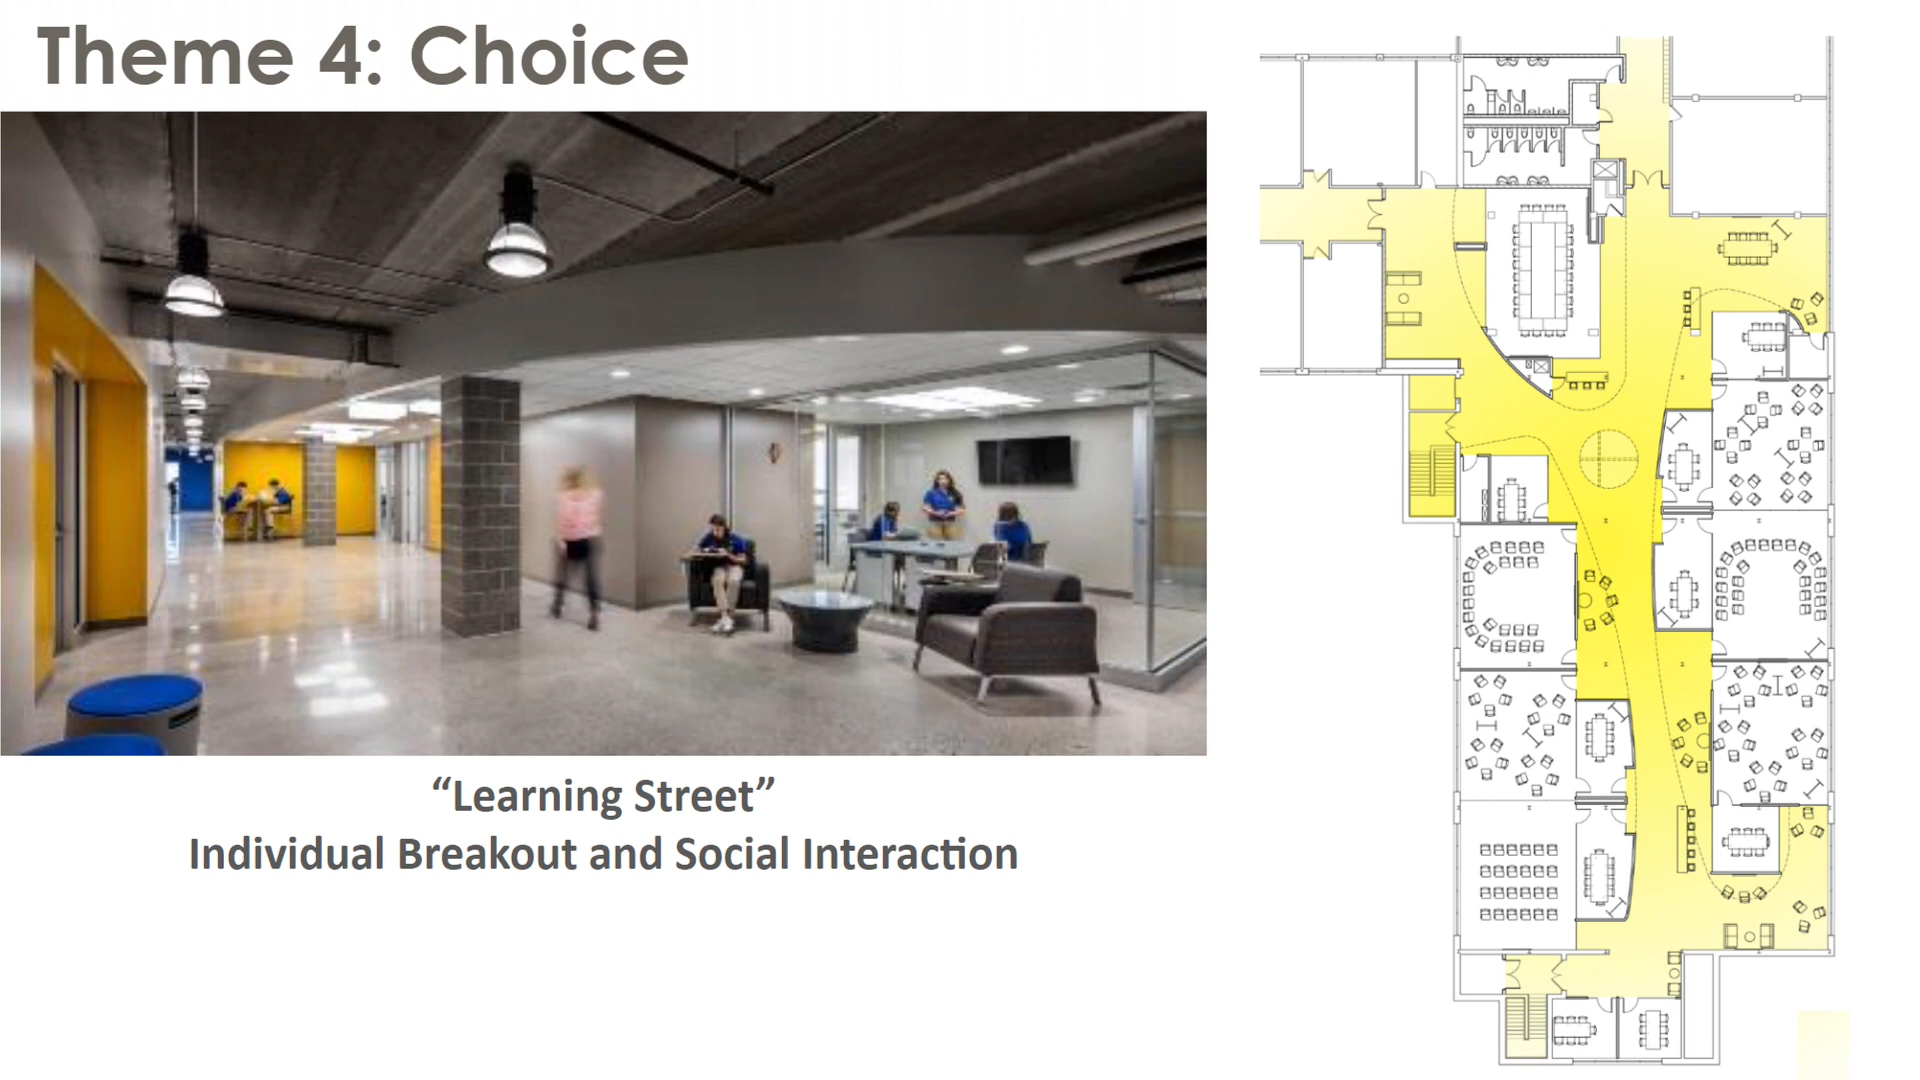 Theme 4: Choice
“Learning Street”
Individual Breakout and Social Interaction